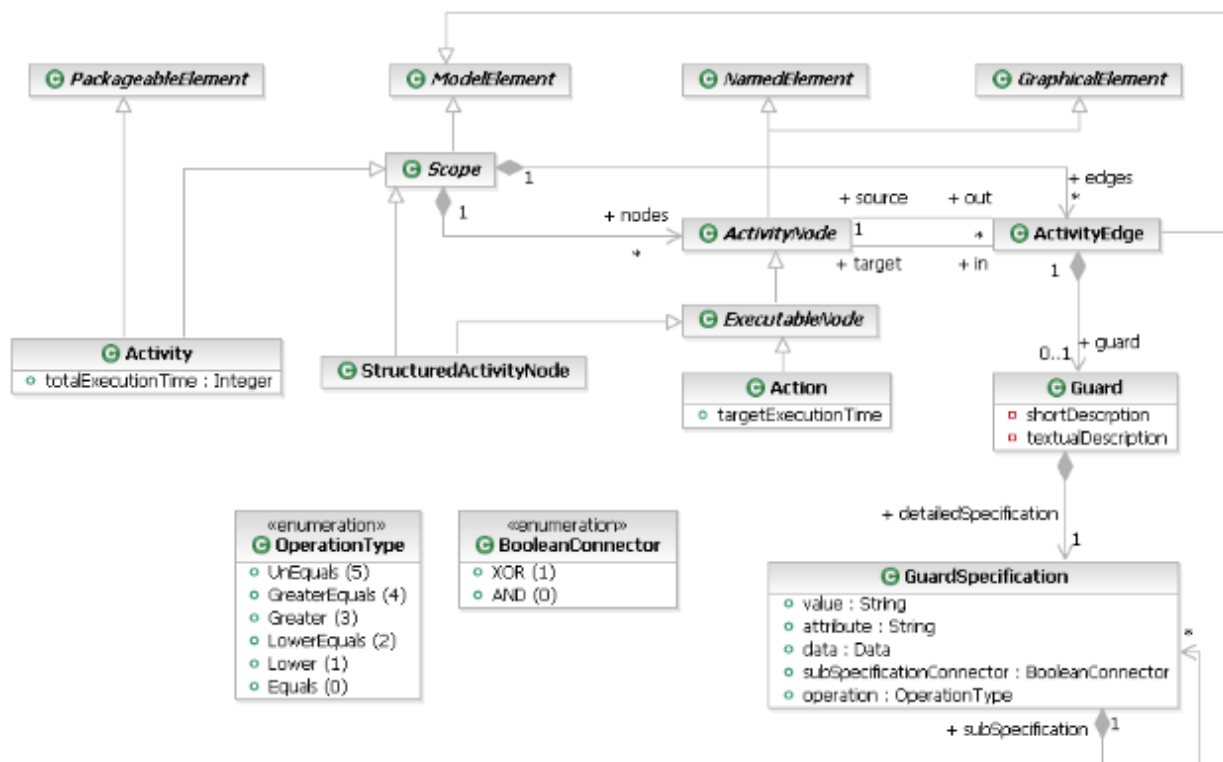 PackageableElement
ModelElement
NamedElement
GraphicalElement
Scope
1
+ edges
*
1
+ nodes
*
+ source
+ out
ActivityNode
1
*
ActivityEdge
+ target
+ in
1
ExecutableNode
+ guard
0..1
Activity
totalExecutionTime : Integer
StructuredActivityNode
Action
targetExecutionTime
Guard
shortDescrption
textualDescription
+ detailedSpecification
1
«enumeration»
OperationType
UnEquals (5)
GreaterEquals (4)
Greater (3)
LowerEquals (2)
Lower (1)
Equals (0)
«enumeration»
BooleanConnector
XOR (1)
AND (0)
GuardSpecification
value : String
attribute : String
data : Data
subSpecificationConnector : BooleanConnector
operation : OperationType
*
+ subSpecification
1